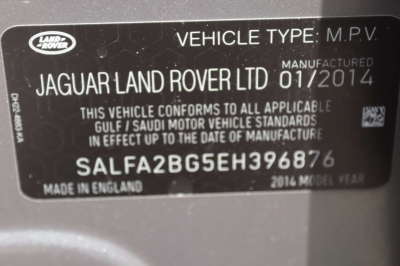 LAND ROVER
VEHICLE TYPE: M.P.V.
MANUFACTURED
JAGUAR LAND ROVER LTD 01/2014
THIS VEHICLE CONFORMS TO ALL APPLICABLE
GULF / SAUDI MOTOR VEHICLE STANDARDS
IN EFFECT UP TO THE DATE OF MANUFACTURE
SALFA2BG5EH396876
MADE IN ENGLAND 2014 MODEL YEAR